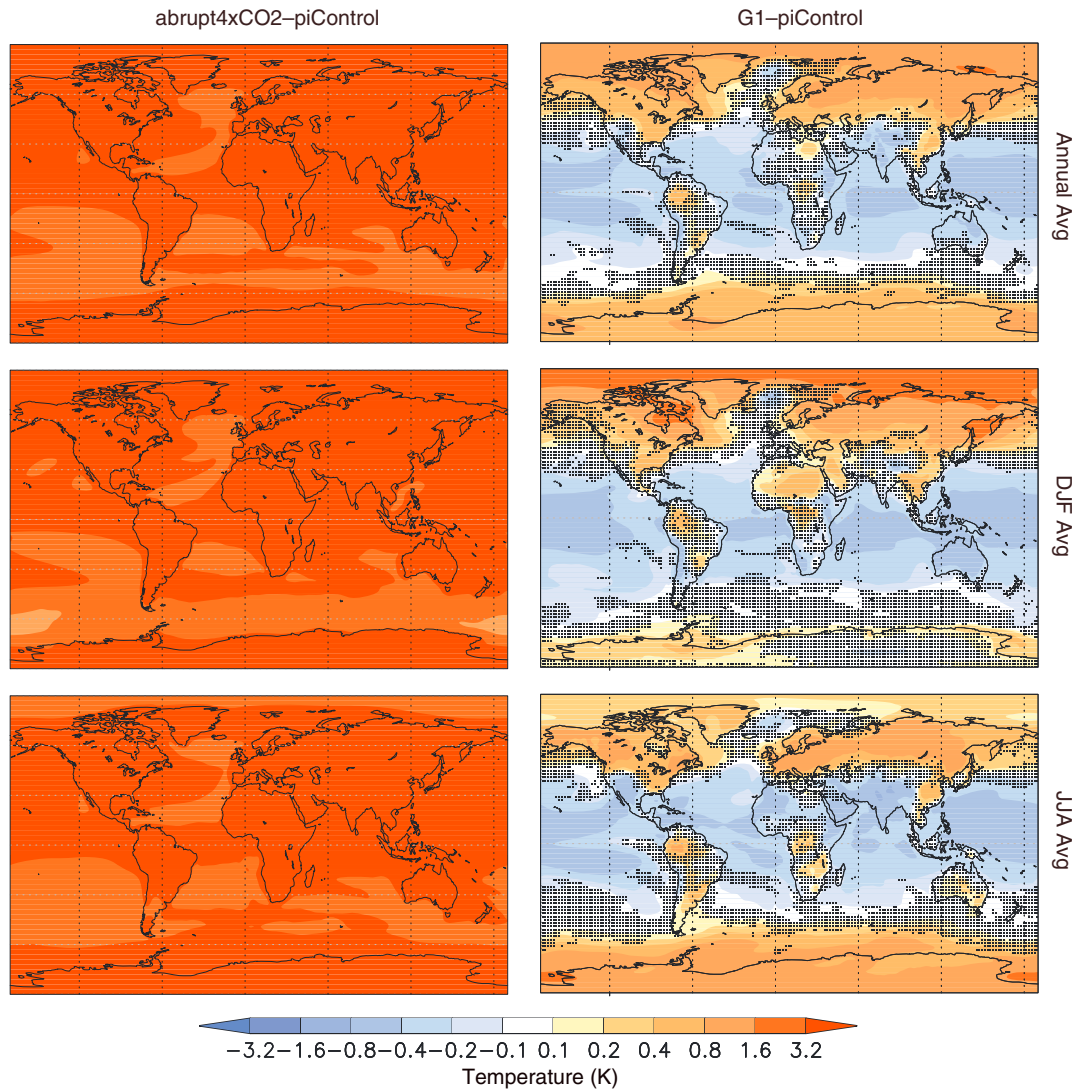 abrupt4xCO2–piControl
G1–piControl
Annual Avg
DJF Avg
JJA Avg
−3.2 −1.6 −0.8 −0.4 −0.2 −0.1 0.1 0.2 0.4 0.8 1.6 3.2
Temperature (K)